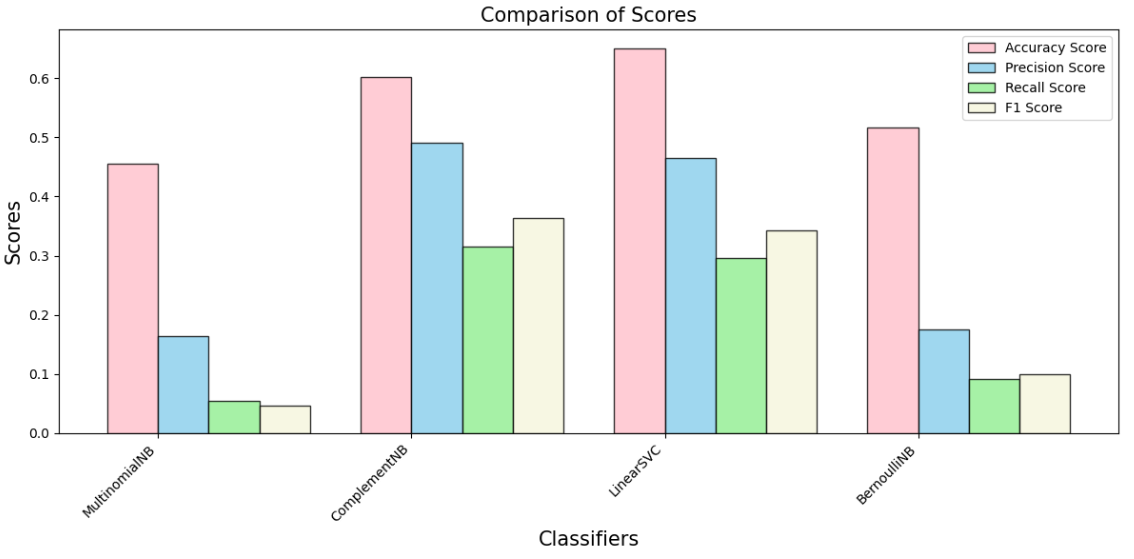 Comparison of Scores
Accuracy Score
Precision Score
Recall Score
F1 Score
Scores
0.6
0.5
0.4
0.3
0.2
0.1
0.0
MultinomialNB
ComplementNB
LinearSVC
BernoulliNB
Classifiers